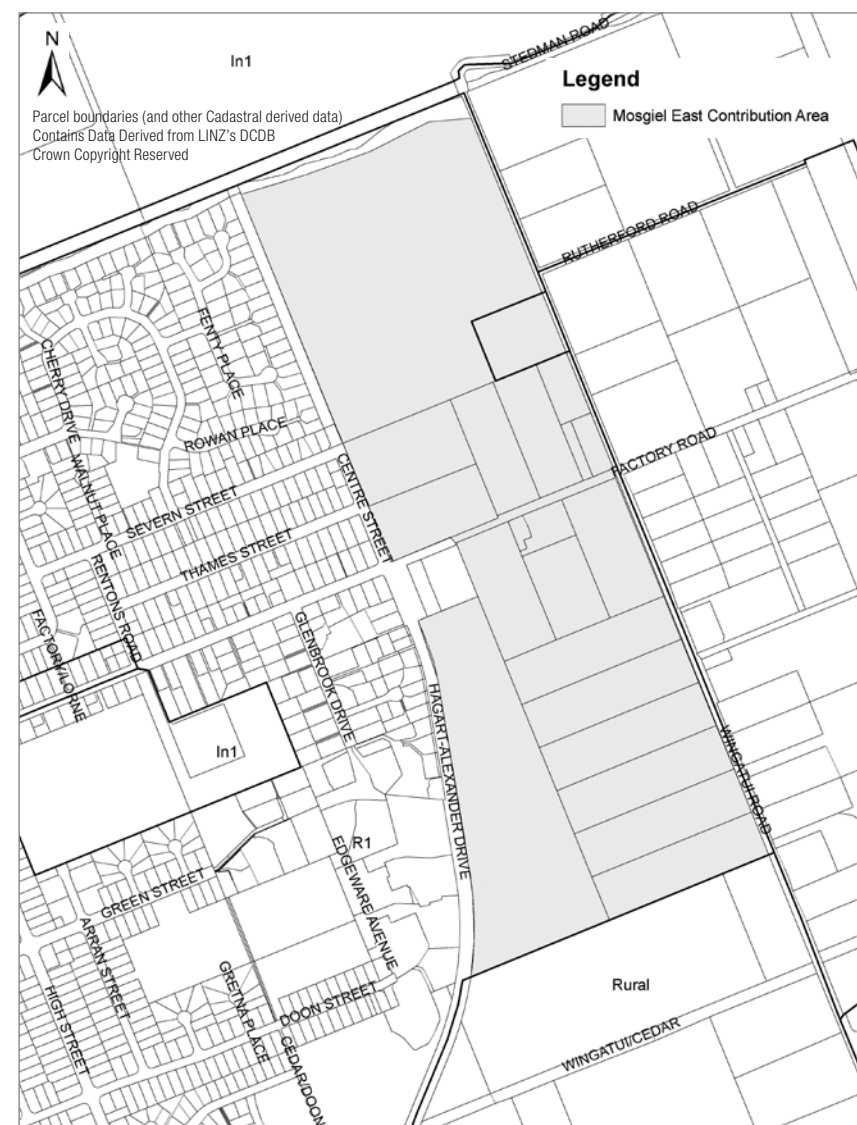 N
In1
STEDMAN ROAD
Legend
Mosgiel East Contribution Area
Parcel boundaries (and other Cadastral derived data)
Contains Data Derived from LINZ's DCDB
Crown Copyright Reserved
RUTHERFORD ROAD
FENTY PLACE
CHERRY DRIVE
ROWAN PLACE
FACTORY ROAD
WALNUT PLACE
SEVERN STREET
CENTRE STREET
THAMES STREET
RENTONS ROAD
FACTORY/LORNE
GLENBROOK DRIVE
HAGART-ALEXANDER DRIVE
In1
WINGATUI ROAD
R1
EDGEWARE AVENUE
GREEN STREET
ARRAN STREET
HIGH STREET
GRETNA PLACE
DOON STREET
CEDAR/DOON
Rural
WINGATUI/CEDAR